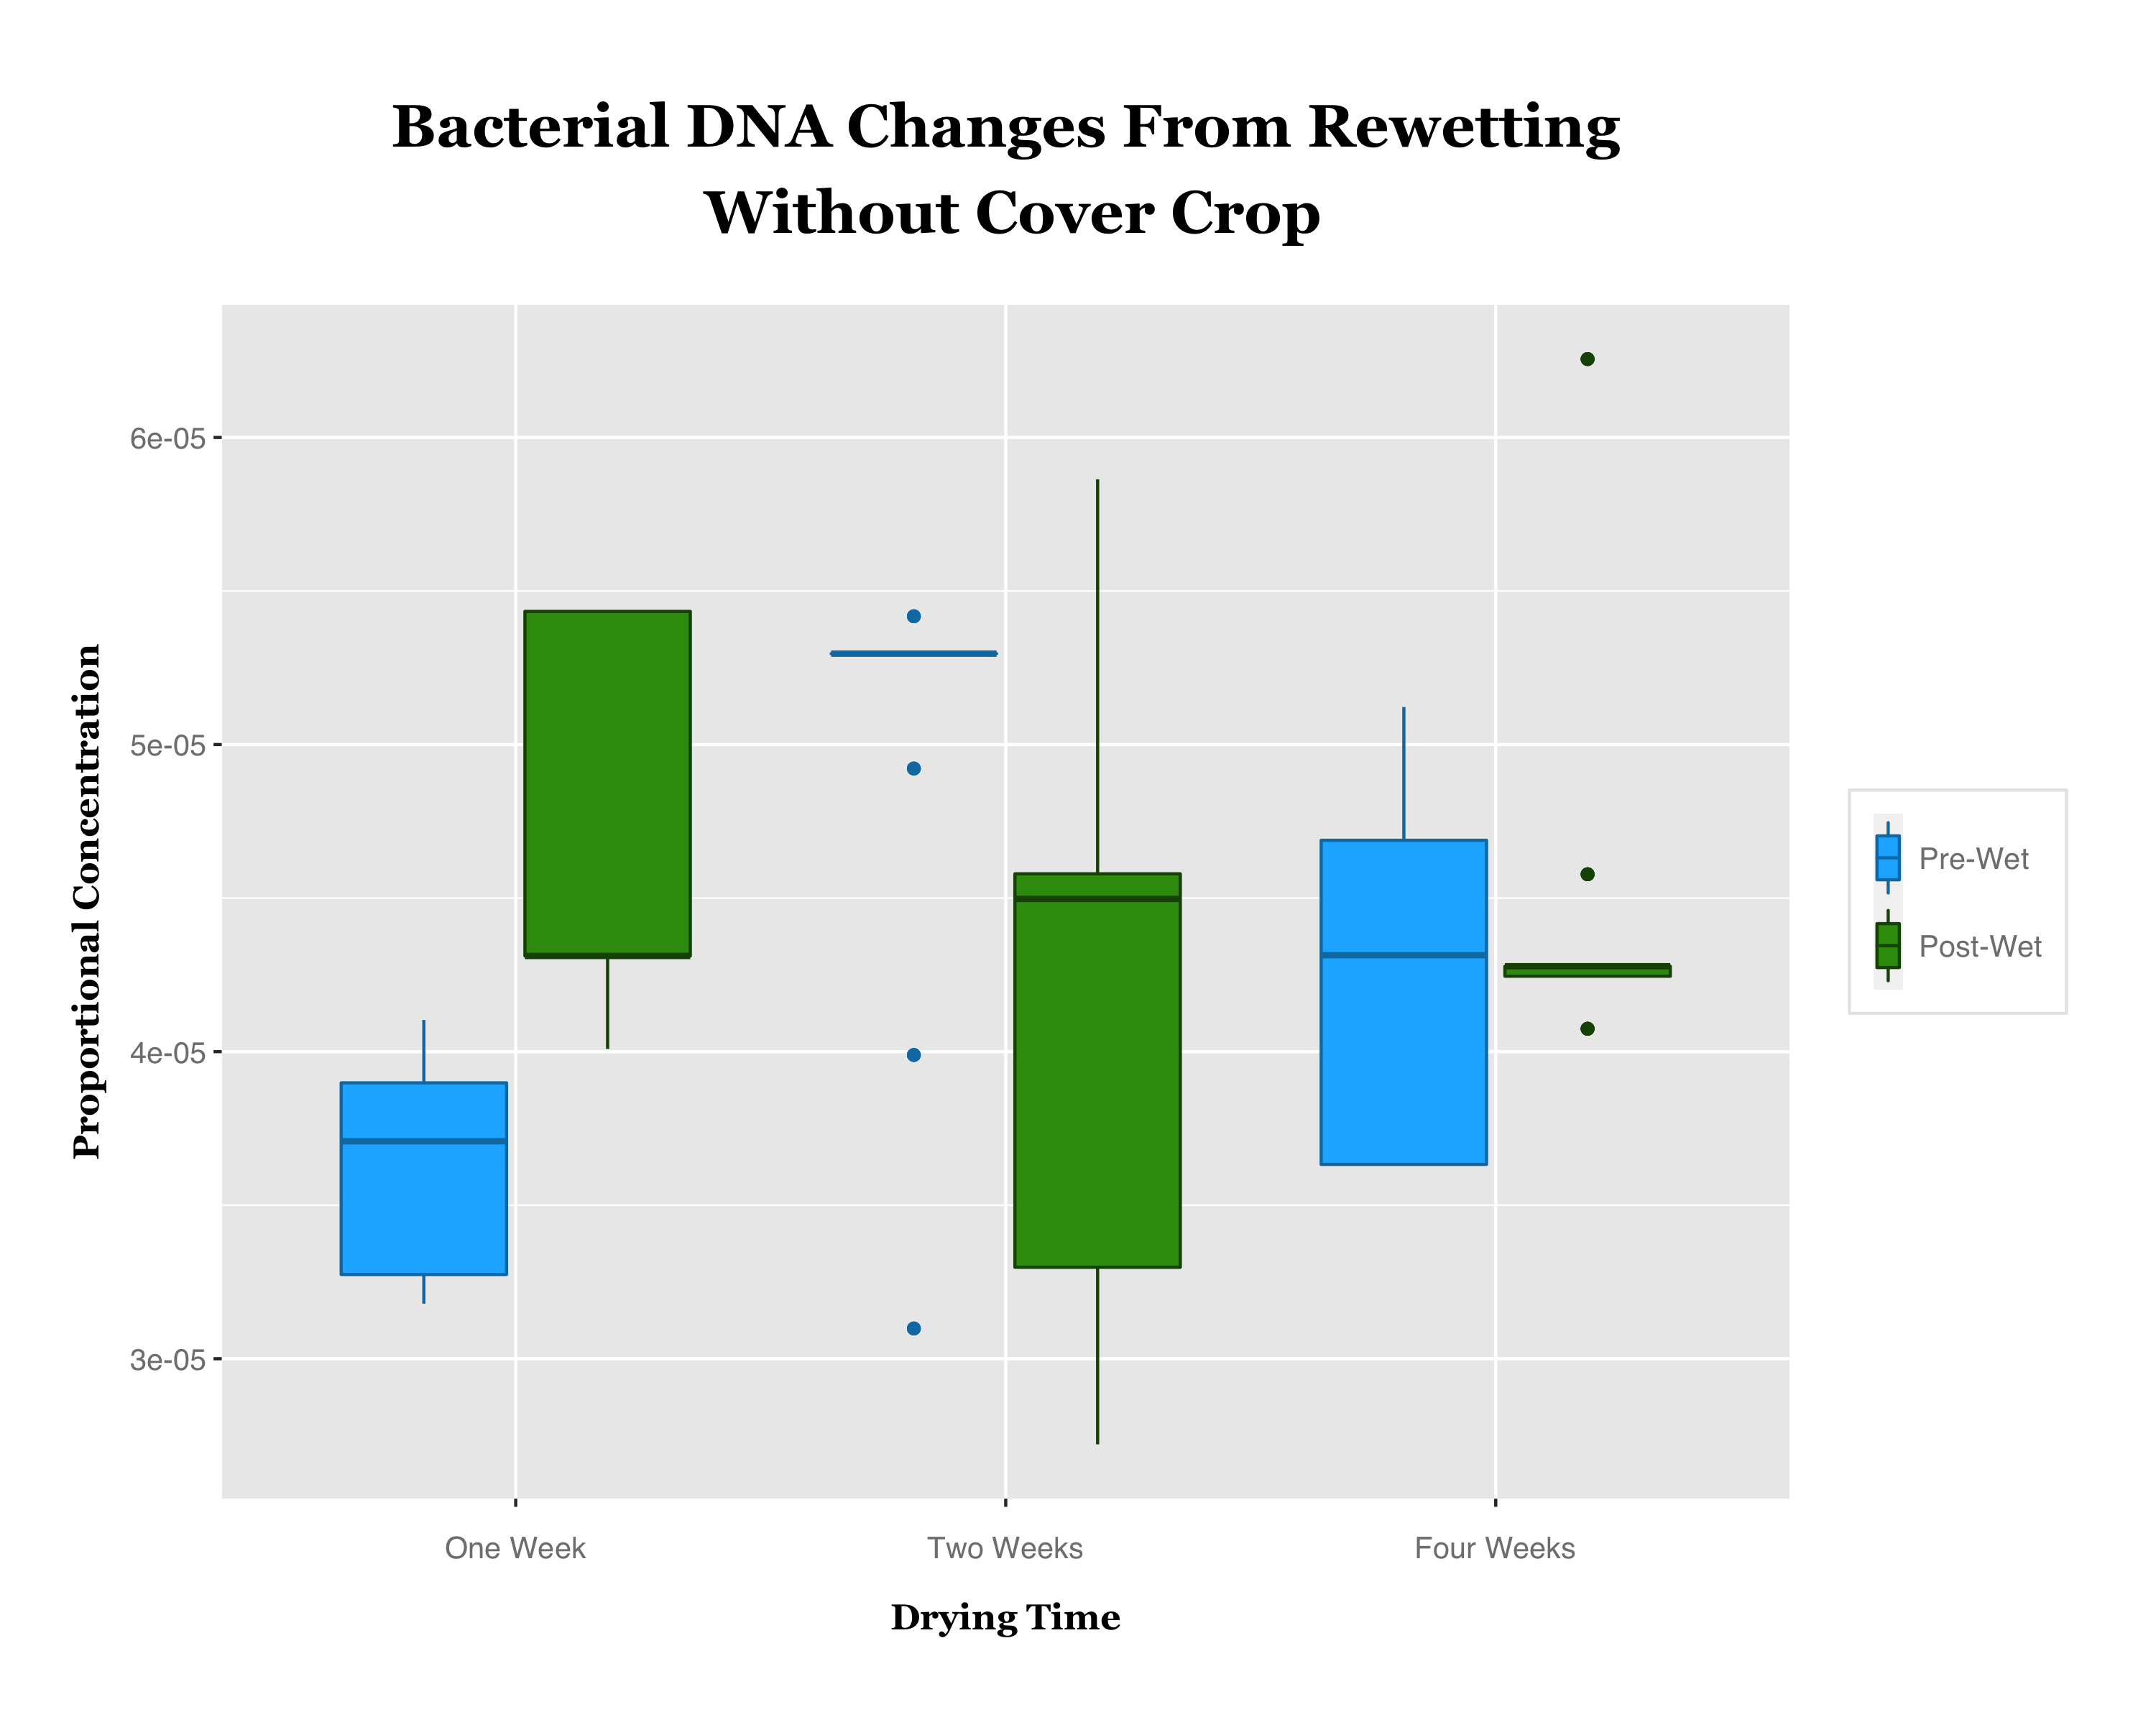 Bacterial DNA Changes From Rewetting
Without Cover Crop
Proportional Concentration
6e-05
5e-05
4e-05
3e-05
One Week
Two Weeks
Four Weeks
Drying Time
Pre-Wet
Post-Wet